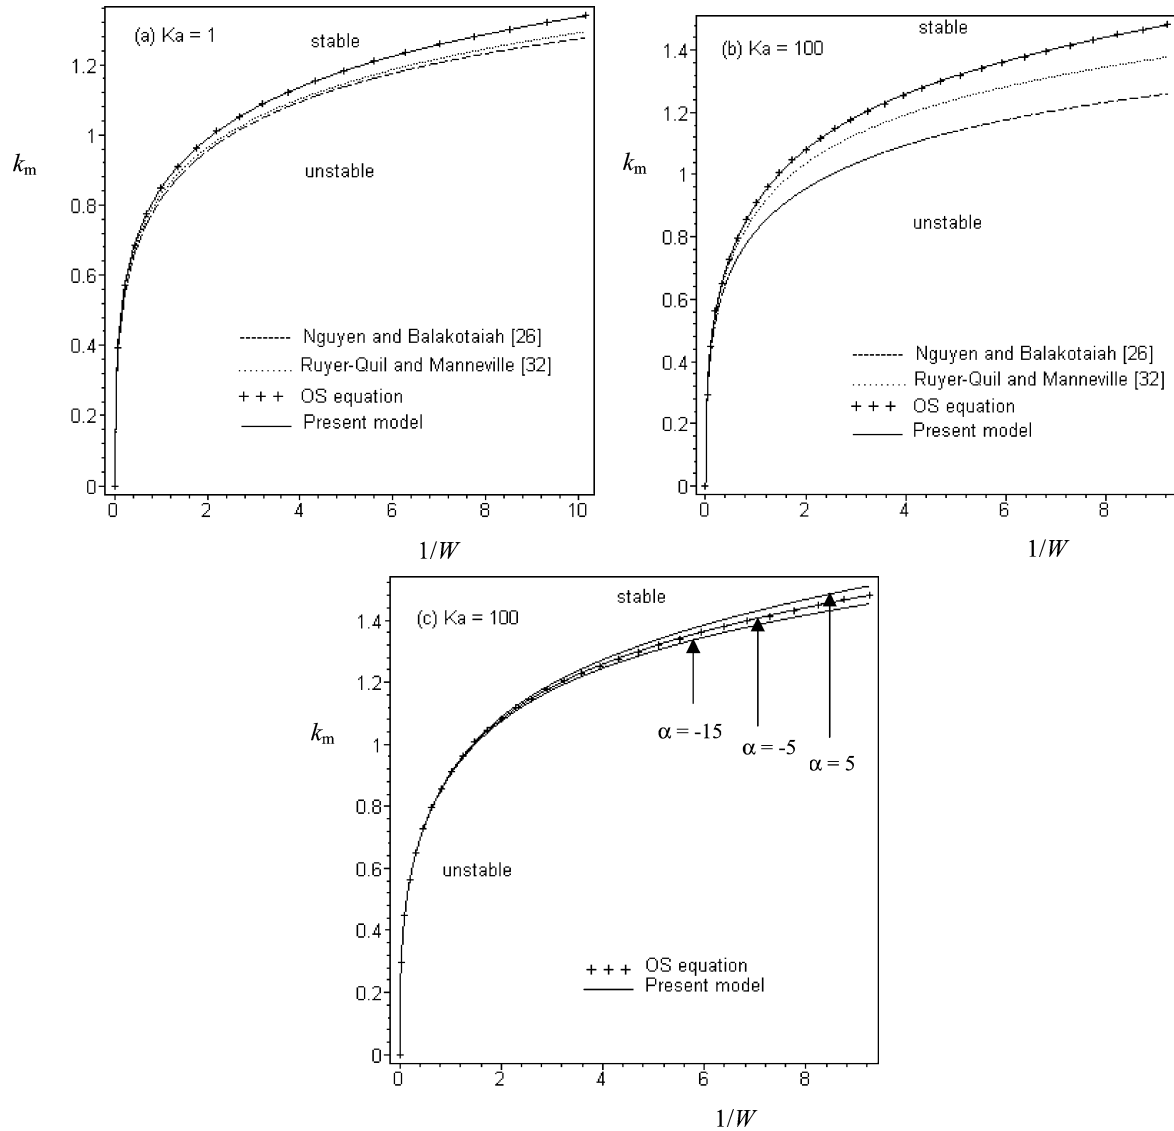 (a) Ka = 1
stable
unstable
k_m
1.2
1
0.8
0.6
0.4
0.2
0
Nguyen and Balakotaiah [26]
Ruyer-Quil and Manneville [32]
+ + + OS equation
Present model
0 2 4 6 8 10
1/W
(b) Ka = 100
stable
unstable
k_m
1.4
1.2
1
0.8
0.6
0.4
0.2
0
Nguyen and Balakotaiah [26]
Ruyer-Quil and Manneville [32]
+ + + OS equation
Present model
0 2 4 6 8
1/W
(c) Ka = 100
stable
unstable
k_m
1.4
1.2
1
0.8
0.6
0.4
0.2
0
α = -15
α = -5
α = 5
+ + + OS equation
Present model
0 2 4 6 8
1/W